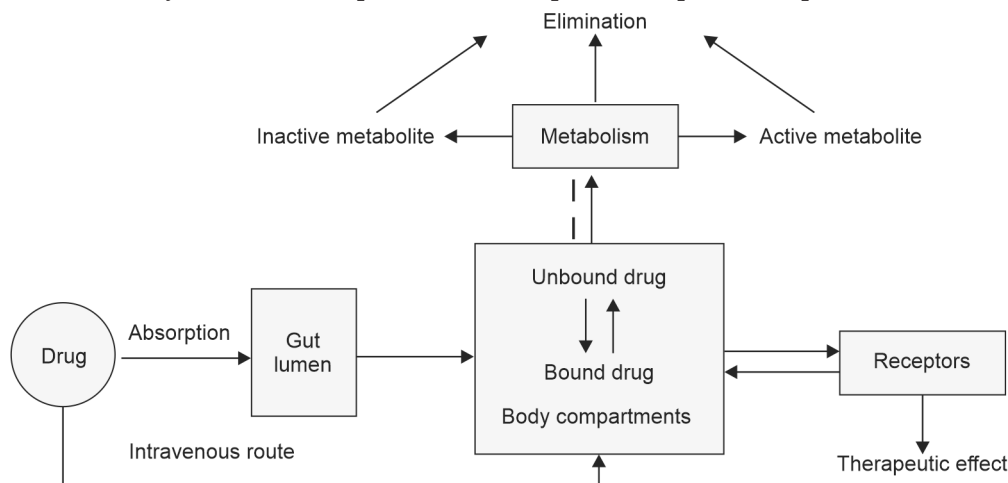 Elimination
Inactive metabolite
Metabolism
Active metabolite
Unbound drug
Drug
Absorption
Gut
lumen
Bound drug
Receptors
Body compartments
Intravenous route
Therapeutic effect